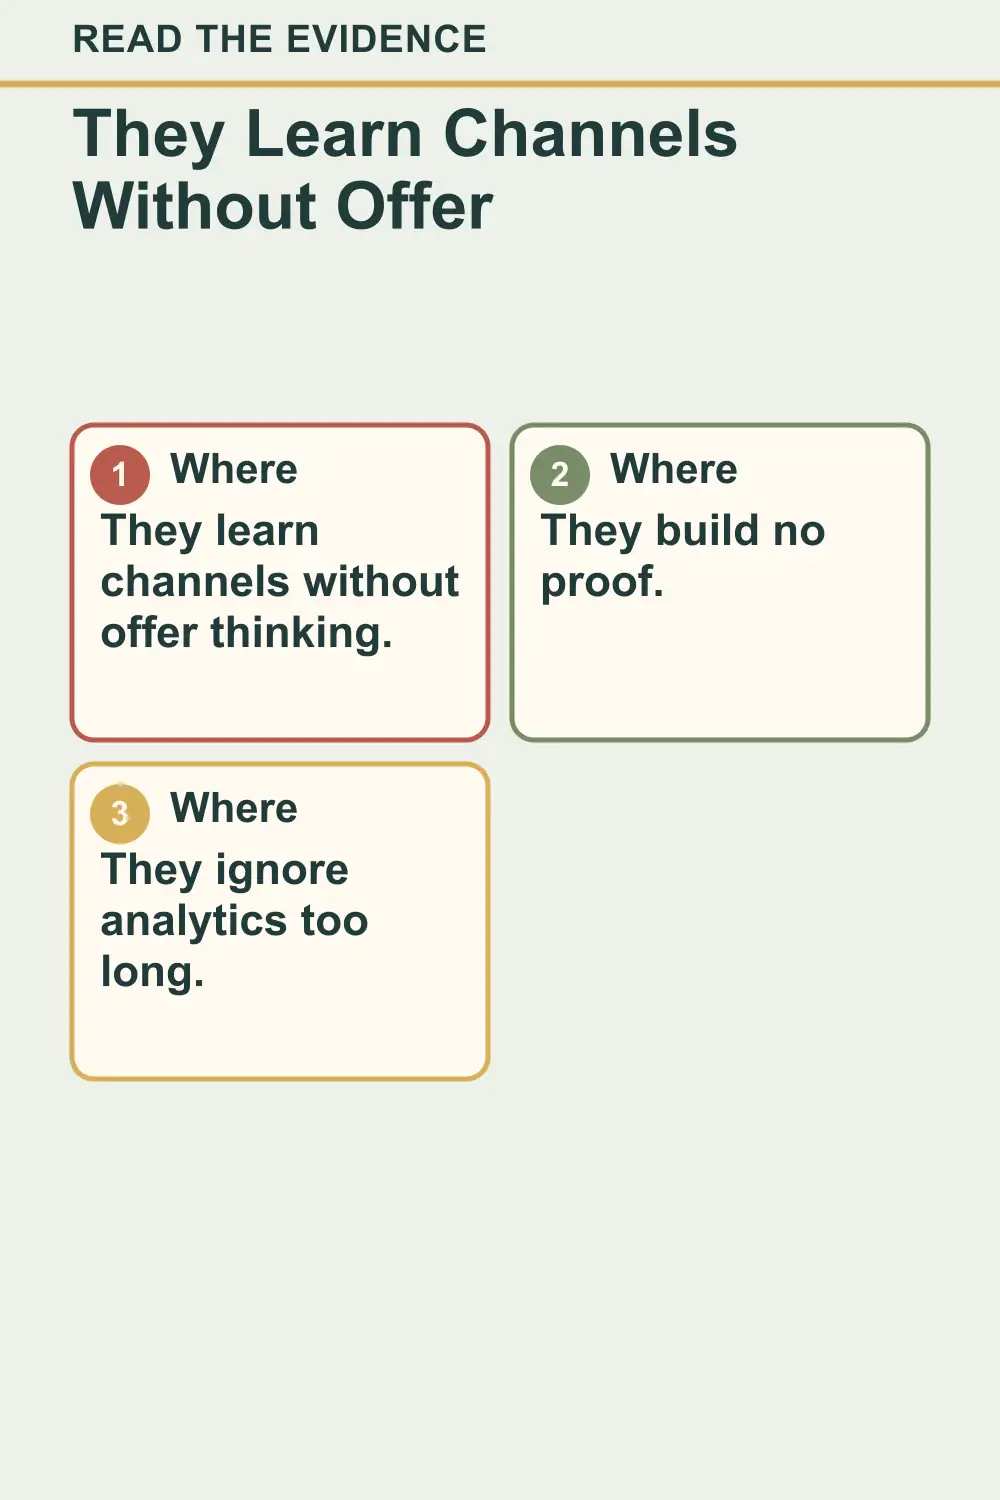 READ THE EVIDENCE
They Learn Channels
Without Offer
1 Where
They learn
channels without
offer thinking.
2 Where
They build no
proof.
3 Where
They ignore
analytics too
long.